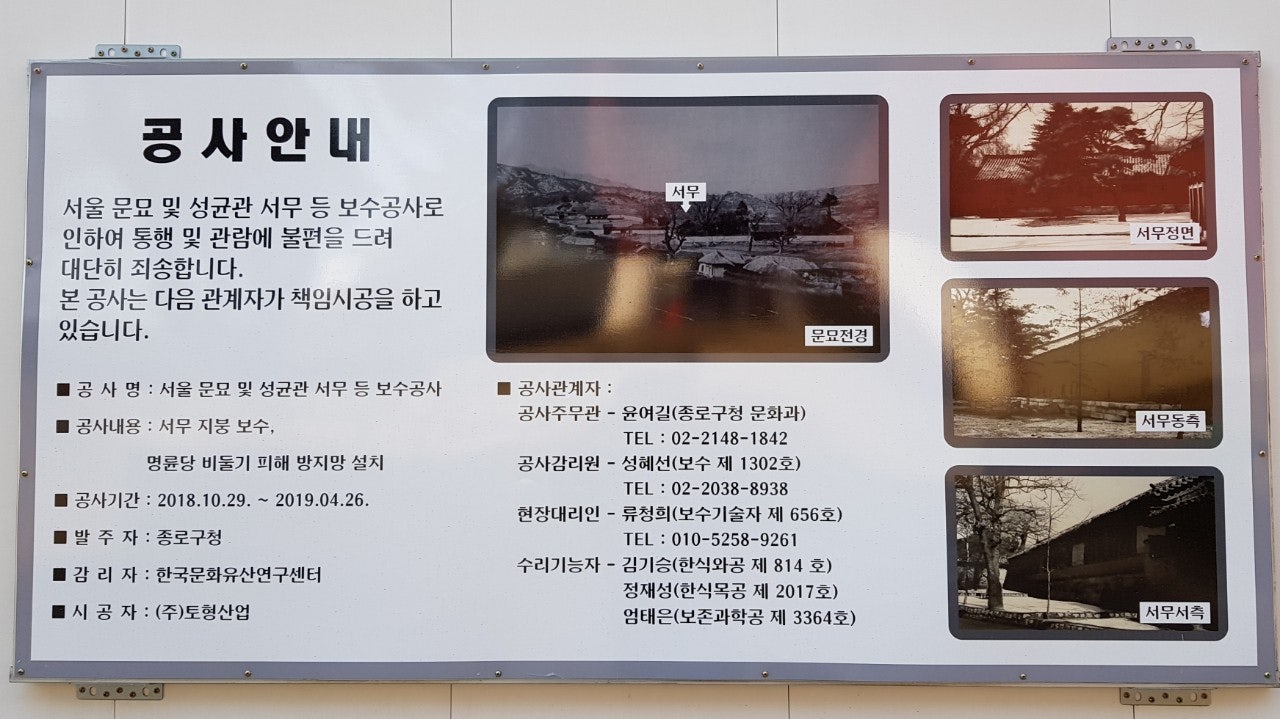 공사안내
서울 문묘 및 성균관 서무 등 보수공사로
인하여 통행 및 관람에 불편을 드려
대단히 죄송합니다.
본 공사는 다음 관계자가 책임시공을 하고
있습니다.
■ 공 사 명 : 서울 문묘 및 성균관 서무 등 보수공사
■ 공사내용 : 서무 지붕 보수,
명륜당 비둘기 피해 방지망 설치
■ 공사기간 : 2018.10.29. ~ 2019.04.26.
■ 발 주 자 : 종로구청
■ 감 리 자 : 한국문화유산연구센터
■ 시 공 자 : (주)토형산업
서무
문묘전경
■ 공사관계자 :
공사주무관 - 윤여길(종로구청 문화과)
TEL : 02-2148-1842
공사감리원 - 성혜선(보수 제 1302호)
TEL : 02-2038-8938
현장대리인 - 류청희(보수기술자 제 656호)
TEL : 010-5258-9261
수리기능자 - 김기승(한식와공 제 814 호)
정재성(한식목공 제 2017호)
엄태은(보존과학공 제 3364호)
서무정면
서무동측
서무서측